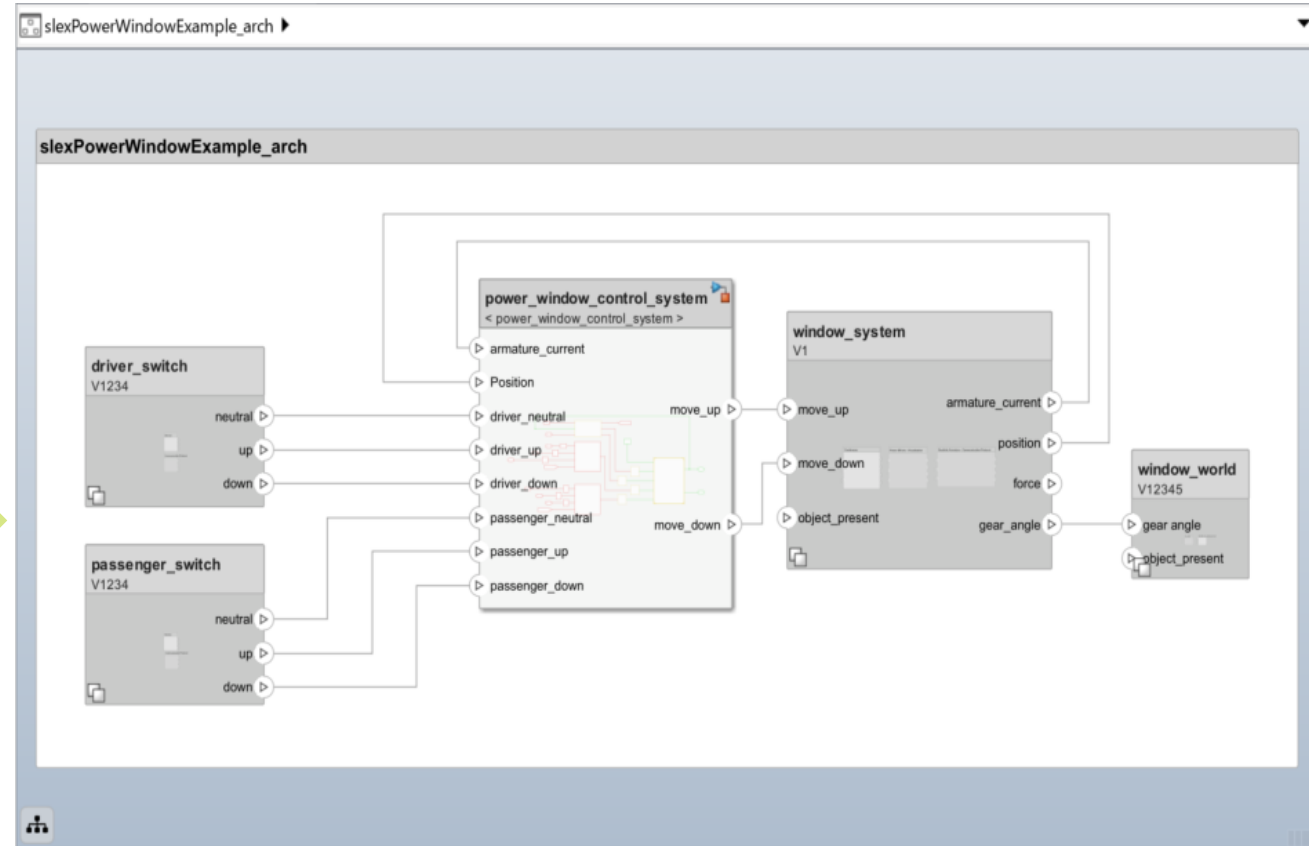 slexPowerWindowExample_arch
slexPowerWindowExample_arch
driver_switch
V1234
neutral
up
down
passenger_switch
V1234
neutral
up
down
power_window_control_system
< power_window_control_system >
armature_current
Position
driver_neutral
driver_up
driver_down
passenger_neutral
passenger_up
passenger_down
move_up
move_down
window_system
V1
move_up
move_down
object_present
armature_current
position
force
gear_angle
window_world
V12345
gear angle
object_present